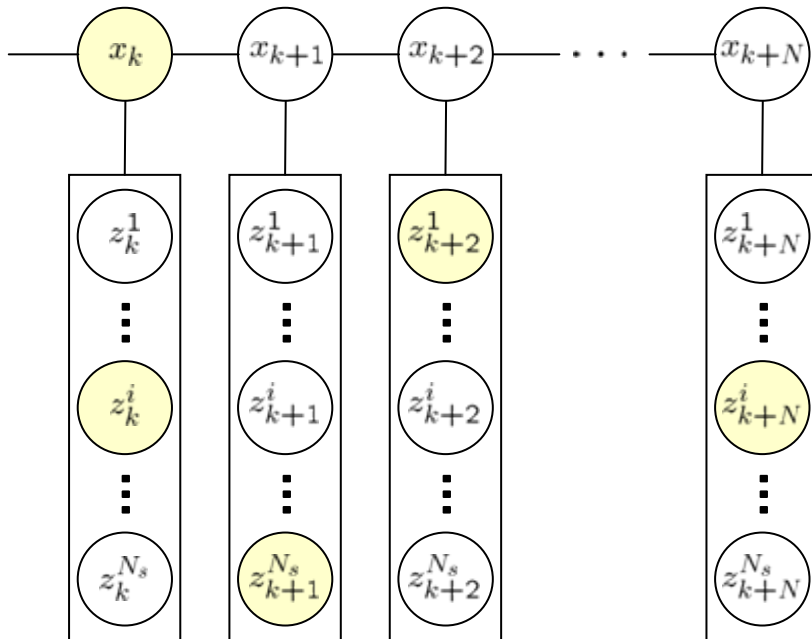 x_k x_{k+1} x_{k+2} · · · x_{k+N}
z_k^1 z_{k+1}^1 z_{k+2}^1 z_{k+N}^1
z_k^i z_{k+1}^i z_{k+2}^i z_{k+N}^i
z_k^{N_s} z_{k+1}^{N_s} z_{k+2}^{N_s} z_{k+N}^{N_s}